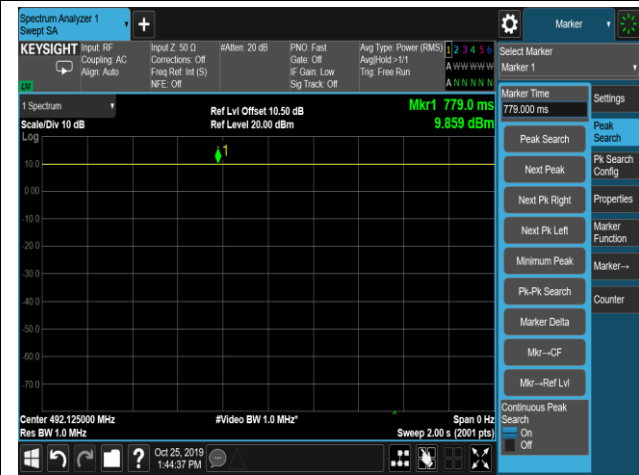 Spectrum Analyzer 1
Swept SA
+
Marker
KEYSIGHT
Input: RF
Coupling: AC
Align: Auto
Input Z: 50 Ω
Corrections: Off
Freq Ref: Int (S)
NFE: Off
#Atten: 20 dB
PNO: Fast
Gate: Off
IF Gain: Low
Sig Track: Off
Avg Type: Power (RMS)
Avg|Hold:>1/1
Trig: Free Run
1 2 3 4 5 6
A W W W W W
A N N N N N
Select Marker
Marker 1
LXI
1 Spectrum
Scale/Div 10 dB
Log
Ref Lvl Offset 10.50 dB
Ref Level 20.00 dBm
Mkr1 779.0 ms
9.859 dBm
1
10.0
0.00
-10.0
-20.0
-30.0
-40.0
-50.0
-60.0
-70.0
Center 492.125000 MHz
Res BW 1.0 MHz
#Video BW 1.0 MHz*
Span 0 Hz
Sweep 2.00 s (2001 pts)
Marker Time
779.000 ms
Peak Search
Next Peak
Next Pk Right
Next Pk Left
Minimum Peak
Pk-Pk Search
Marker Delta
Mkr→CF
Mkr→Ref Lvl
Continuous Peak
Search
On
Off
Settings
Peak
Search
Pk Search
Config
Properties
Marker
Function
Marker→
Counter
?
Oct 25, 2019
1:44:37 PM